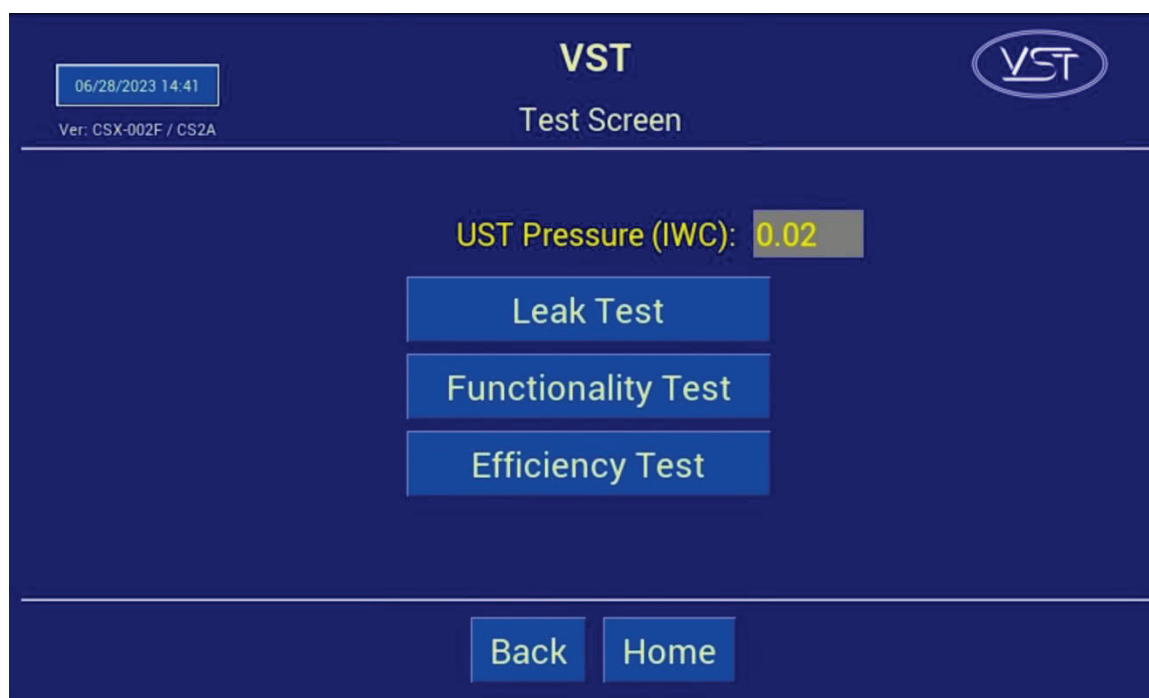 VST
VST
06/28/2023 14:41
Test Screen
Ver: CSX-002F / CS2A
UST Pressure (IWC): 0.02
Leak Test
Functionality Test
Efficiency Test
Back Home